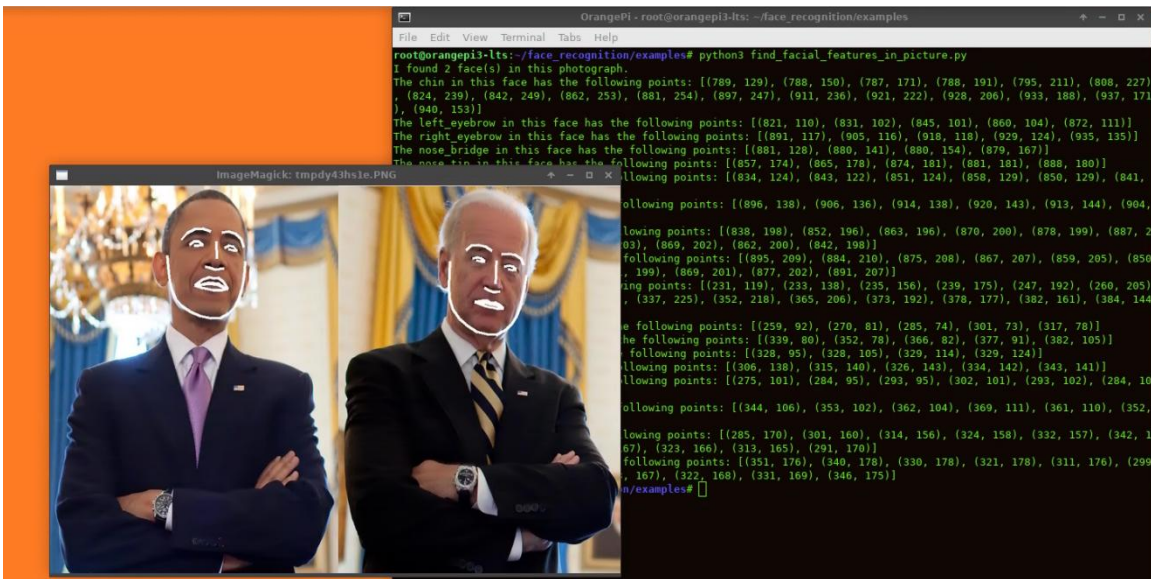 OrangePi - root@orangepi3-lts: ~/face_recognition/examples
File Edit View Terminal Tabs Help
root@orangepi3-lts:~/face_recognition/examples# python3 find_facial_features_in_picture.py
I found 2 face(s) in this photograph.
The chin in this face has the following points: [(789, 129), (788, 150), (787, 171), (788, 191), (795, 211), (808, 227)
, (824, 239), (842, 249), (862, 253), (881, 254), (897, 247), (911, 236), (921, 222), (928, 206), (933, 188), (937, 171
), (940, 153)]
The left_eyebrow in this face has the following points: [(821, 110), (831, 102), (845, 101), (860, 104), (872, 111)]
The right_eyebrow in this face has the following points: [(891, 117), (905, 116), (918, 118), (929, 124), (935, 135)]
The nose_bridge in this face has the following points: [(881, 128), (880, 141), (880, 154), (879, 167)]
The nose_tip in this face has the following points: [(857, 174), (865, 178), (874, 181), (881, 181), (888, 180)]
ImageMagick: tmpdy43hs1e.PNG
ollowing points: [(834, 124), (843, 122), (851, 124), (858, 129), (850, 129), (841,
ollowing points: [(896, 138), (906, 136), (914, 138), (920, 143), (913, 144), (904,
lowing points: [(838, 198), (852, 196), (863, 196), (870, 200), (878, 199), (887, 2
03), (869, 202), (862, 200), (842, 198)]
following points: [(895, 209), (884, 210), (875, 208), (867, 207), (859, 205), (850
, 199), (869, 201), (877, 202), (891, 207)]
ing points: [(231, 119), (233, 138), (235, 156), (239, 175), (247, 192), (260, 205)
, (337, 225), (352, 218), (365, 206), (373, 192), (378, 177), (382, 161), (384, 144
e following points: [(259, 92), (270, 81), (285, 74), (301, 73), (317, 78)]
he following points: [(339, 80), (352, 78), (366, 82), (377, 91), (382, 105)]
following points: [(328, 95), (328, 105), (329, 114), (329, 124)]
llowing points: [(306, 138), (315, 140), (326, 143), (334, 142), (343, 141)]
ollowing points: [(275, 101), (284, 95), (293, 95), (302, 101), (293, 102), (284, 10
ollowing points: [(344, 106), (353, 102), (362, 104), (369, 111), (361, 110), (352,
lowing points: [(285, 170), (301, 160), (314, 156), (324, 158), (332, 157), (342, 1
67), (323, 166), (313, 165), (291, 170)]
following points: [(351, 176), (340, 178), (330, 178), (321, 178), (311, 176), (299
, 167), (322, 168), (331, 169), (346, 175)]
n/examples#